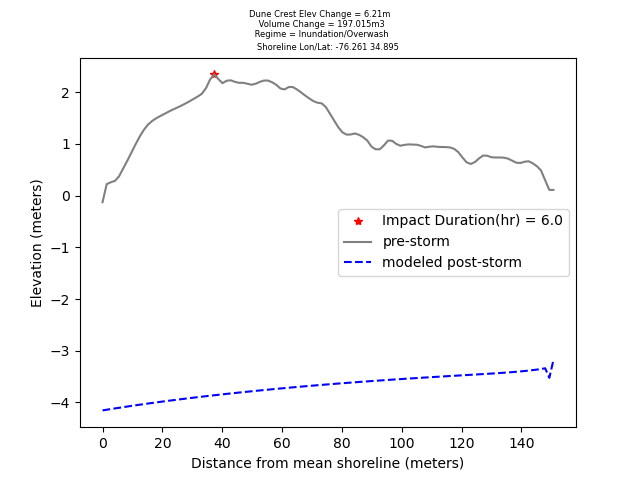 Dune Crest Elev Change = 6.21m
Volume Change = 197.015m3
Regime = Inundation/Overwash
Shoreline Lon/Lat: -76.261 34.895
Elevation (meters)
2
1
0
−1
−2
−3
−4
Impact Duration(hr) = 6.0
pre-storm
modeled post-storm
0 20 40 60 80 100 120 140
Distance from mean shoreline (meters)